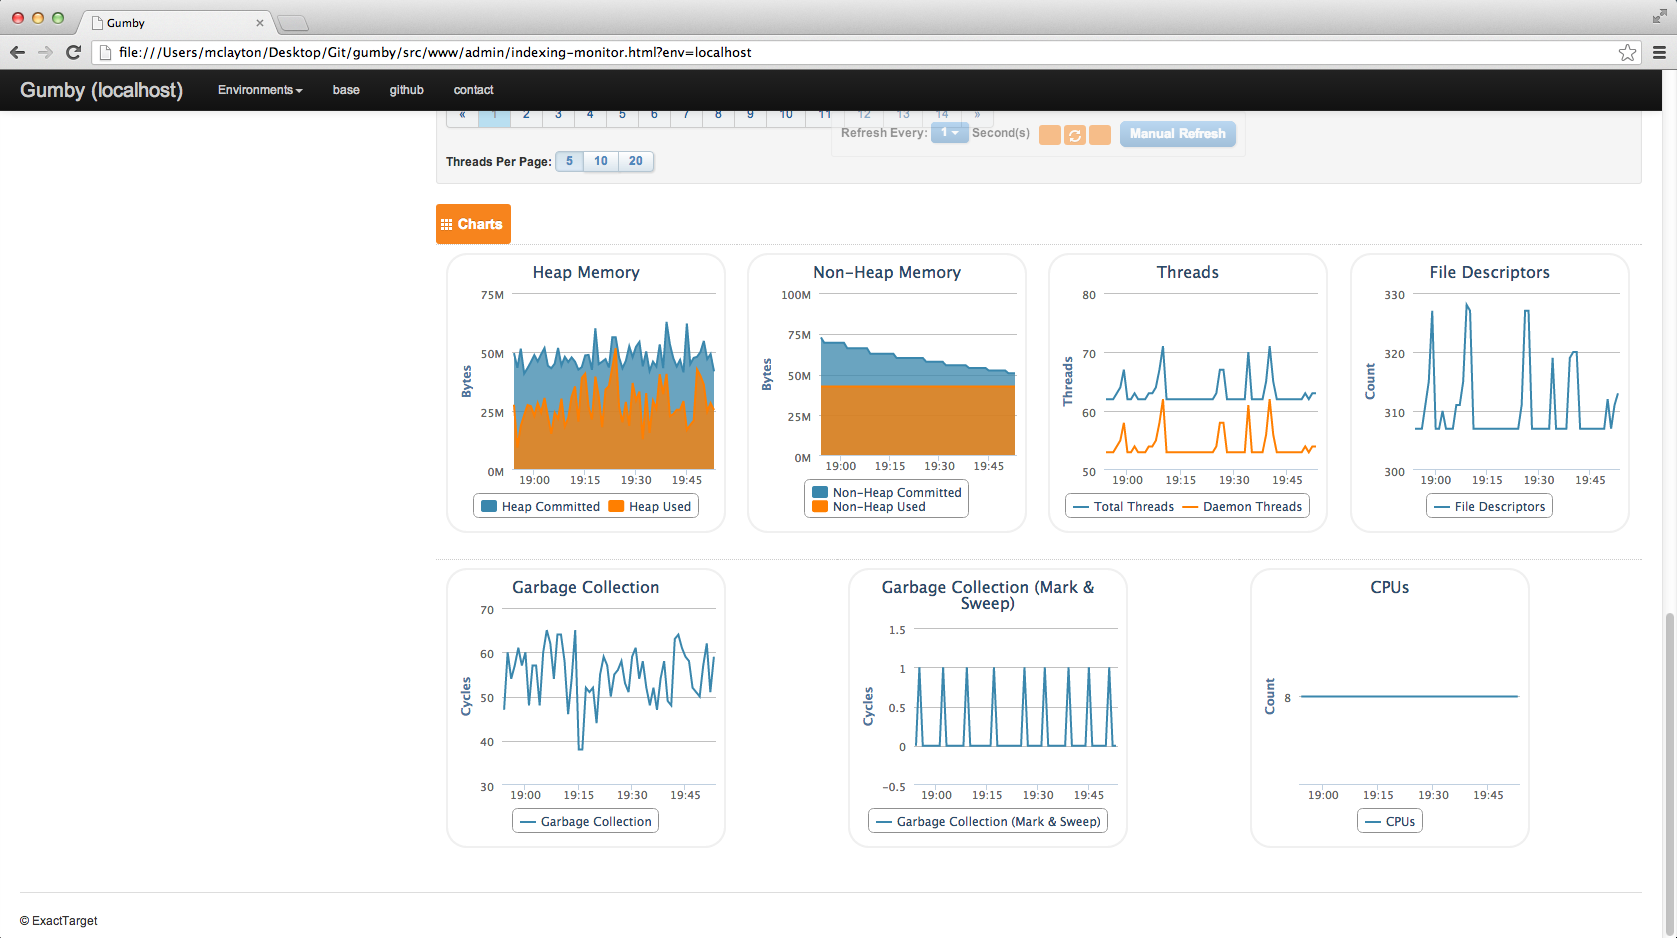 Gumby
file:///Users/mclayton/Desktop/Git/gumby/src/www/admin/indexing-monitor.html?env=localhost
Gumby (localhost) Environments base github contact
« 1 2 3 4 5 6 7 8 9 10 11 12 13 14 »
Refresh Every: 1 Second(s) Manual Refresh
Threads Per Page: 5 10 20
Charts
Heap Memory
75M
50M
25M
0M
Bytes
19:00 19:15 19:30 19:45
Heap Committed Heap Used
Non-Heap Memory
100M
75M
50M
25M
0M
Bytes
19:00 19:15 19:30 19:45
Non-Heap Committed
Non-Heap Used
Threads
80
70
60
50
Threads
19:00 19:15 19:30 19:45
Total Threads Daemon Threads
File Descriptors
330
320
310
300
Count
19:00 19:15 19:30 19:45
File Descriptors
Garbage Collection
70
60
50
40
30
Cycles
19:00 19:15 19:30 19:45
Garbage Collection
Garbage Collection (Mark &
Sweep)
1.5
1
0.5
0
-0.5
Cycles
19:00 19:15 19:30 19:45
Garbage Collection (Mark & Sweep)
CPUs
8
Count
19:00 19:15 19:30 19:45
CPUs
© ExactTarget